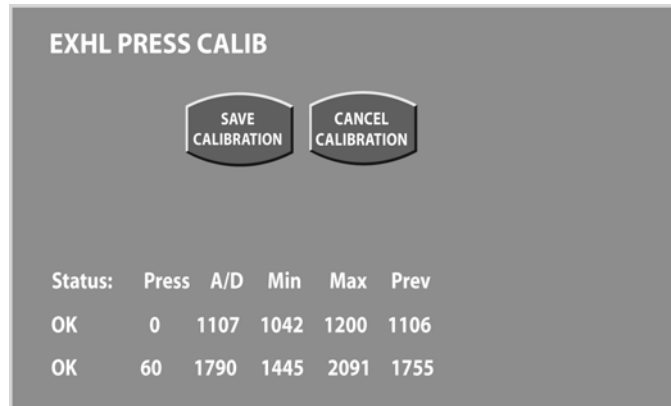 EXHL PRESS CALIB
SAVE CALIBRATION
CANCEL CALIBRATION
Status: Press A/D Min Max Prev
OK 0 1107 1042 1200 1106
OK 60 1790 1445 2091 1755